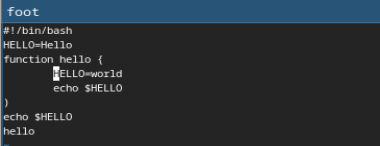 foot
#!/bin/bash
HELLO=Hello
function hello {
        HELLO=world
        echo $HELLO
)
echo $HELLO
hello